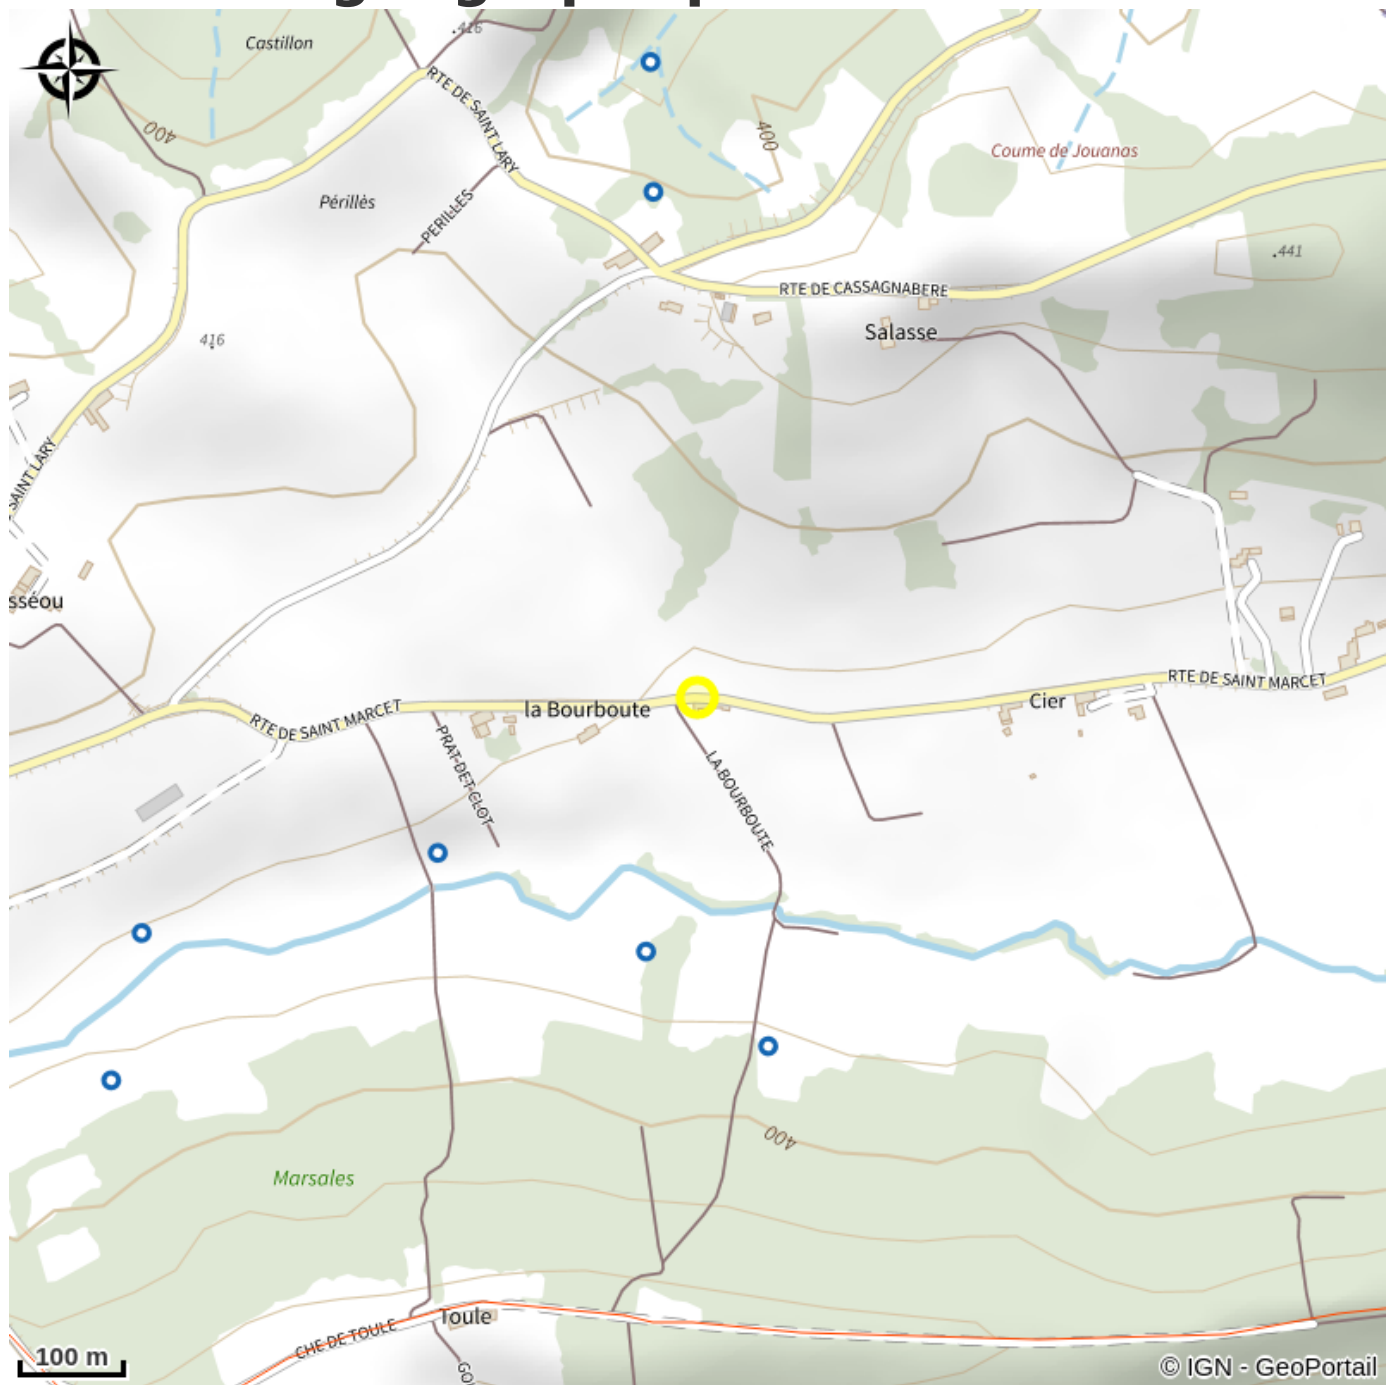 416
Castillon
400
RTE DE SAINT LARY
400
Coume de Jouanas
Périllès
PERILLES
441
RTE DE CASSAGNABERE
416
Salasse
SAINT LARY
sséou
RTE DE SAINT MARCET
Cier
la Bourboute
RTE DE SAINT MARCET
PRAT DET CLOT
LA BOURBOUTE
400
Marsales
Toule
CHE DE TOULE
100 m
© IGN - GeoPortail